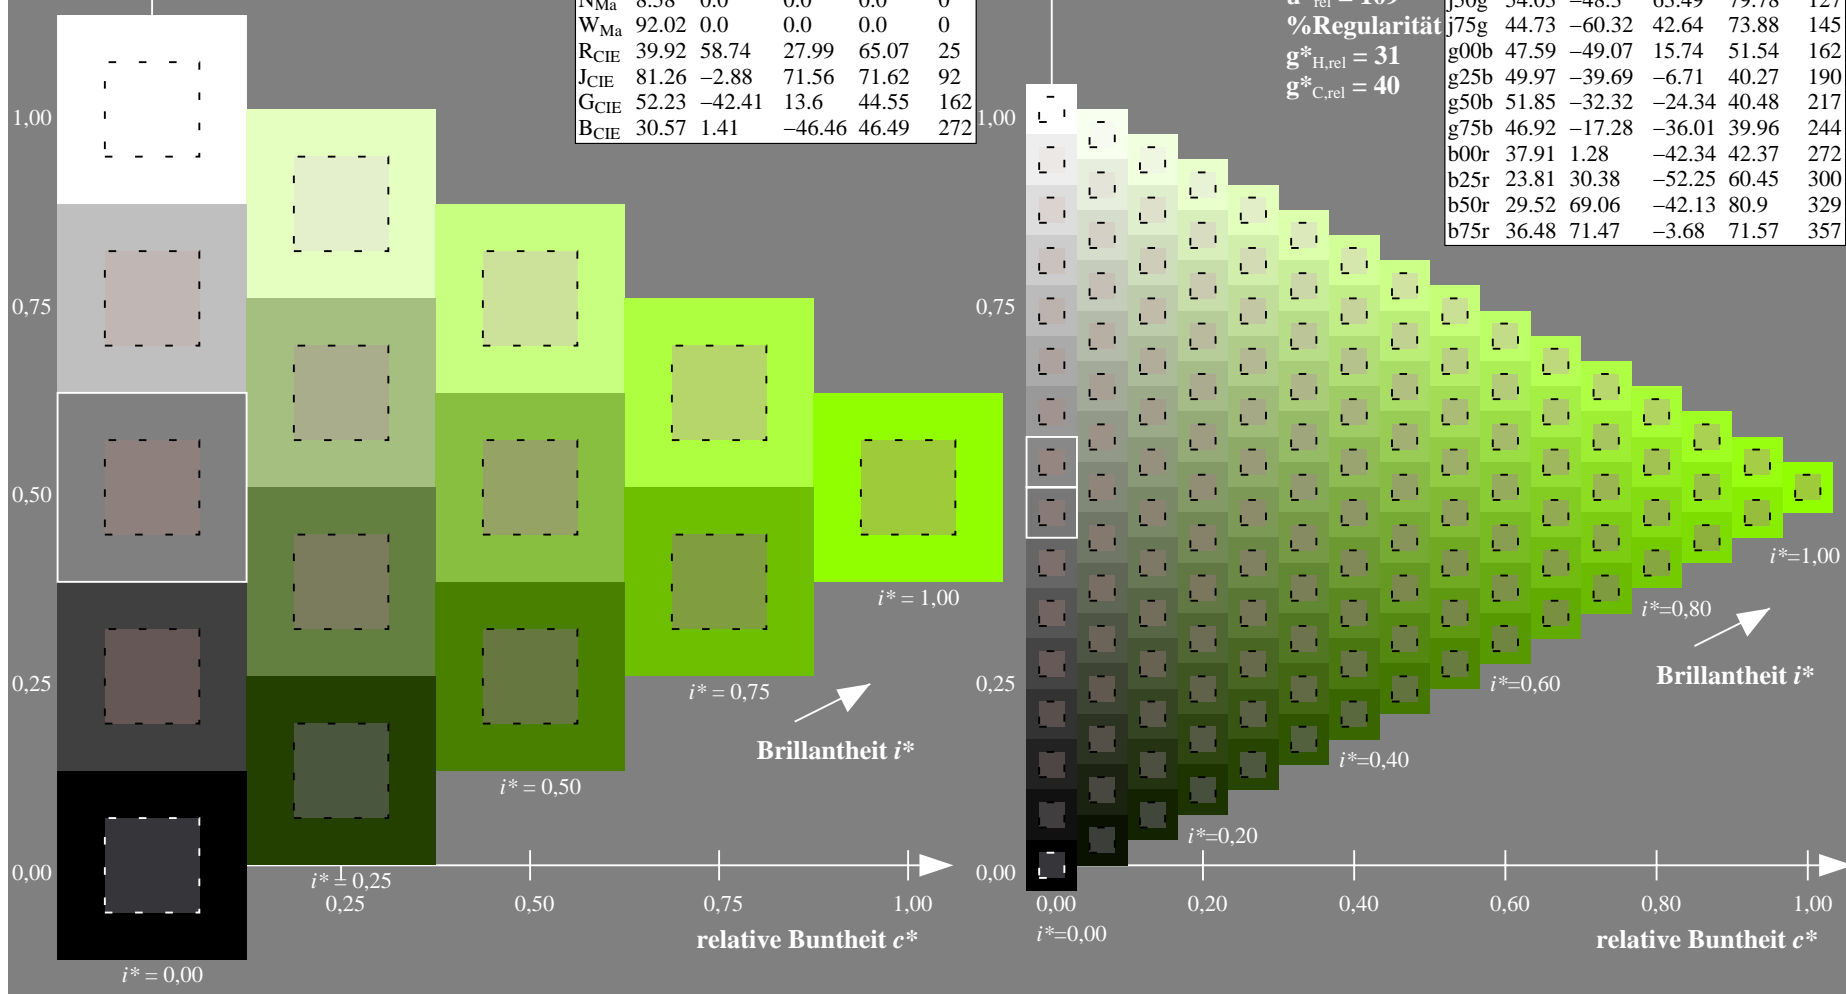 N_Ma 8.58 0.0 0.0 0.0 0
W_Ma 92.02 0.0 0.0 0.0 0
R_CIE 39.92 58.74 27.99 65.07 25
J_CIE 81.26 −2.88 71.56 71.62 92
G_CIE 52.23 −42.41 13.6 44.55 162
B_CIE 30.57 1.41 −46.46 46.49 272
1,00
0,75
0,50
0,25
0,00
i* = 1,00
i* = 0,75
Brillantheit i*
i* = 0,50
i* = 0,25
0,25 0,50 0,75 1,00
relative Buntheit c*
i* = 0,00
%Regularität
g*_H,rel = 31
g*_C,rel = 40
j75g 44.73 −60.32 42.64 73.88 145
g00b 47.59 −49.07 15.74 51.54 162
g25b 49.97 −39.69 −6.71 40.27 190
g50b 51.85 −32.32 −24.34 40.48 217
g75b 46.92 −17.28 −36.01 39.96 244
b00r 37.91 1.28 −42.34 42.37 272
b25r 23.81 30.38 −52.25 60.45 300
b50r 29.52 69.06 −42.13 80.9 329
b75r 36.48 71.47 −3.68 71.57 357
1,00
0,75
0,50
0,25
0,00
i*=1,00
i*=0,80
Brillantheit i*
i*=0,60
i*=0,40
i*=0,20
0,00 0,20 0,40 0,60 0,80 1,00
i*=0,00
relative Buntheit c*